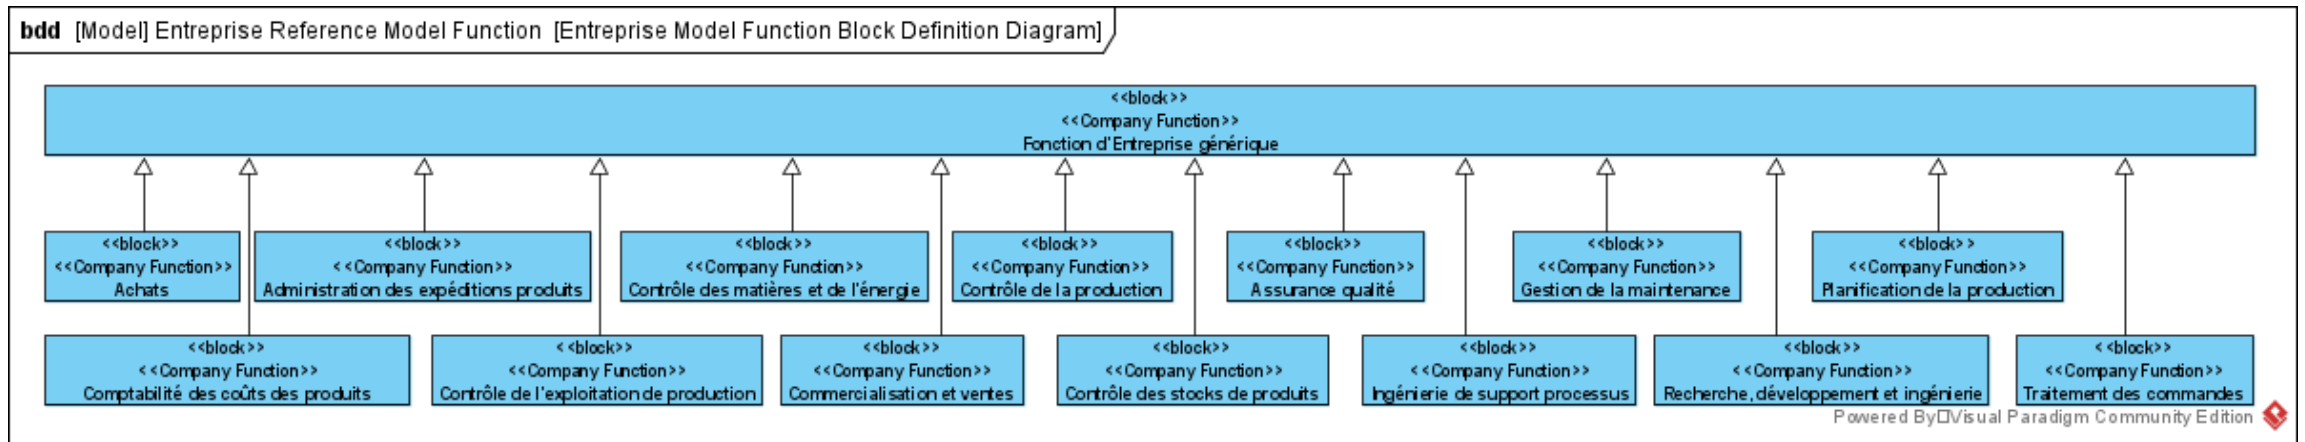 bdd [Model] Entreprise Reference Model Function [Entreprise Model Function Block Definition Diagram]
<<block>>
<<Company Function>>
Fonction d'Entreprise générique
<<block>>
<<Company Function>>
Achats
<<block>>
<<Company Function>>
Administration des expéditions produits
<<block>>
<<Company Function>>
Contrôle des matières et de l'énergie
<<block>>
<<Company Function>>
Contrôle de la production
<<block>>
<<Company Function>>
Assurance qualité
<<block>>
<<Company Function>>
Gestion de la maintenance
<<block>>
<<Company Function>>
Planification de la production
<<block>>
<<Company Function>>
Comptabilité des coûts des produits
<<block>>
<<Company Function>>
Contrôle de l'exploitation de production
<<block>>
<<Company Function>>
Commercialisation et ventes
<<block>>
<<Company Function>>
Contrôle des stocks de produits
<<block>>
<<Company Function>>
Ingénierie de support processus
<<block>>
<<Company Function>>
Recherche, développement et ingénierie
<<block>>
<<Company Function>>
Traitement des commandes
Powered By□Visual Paradigm Community Edition